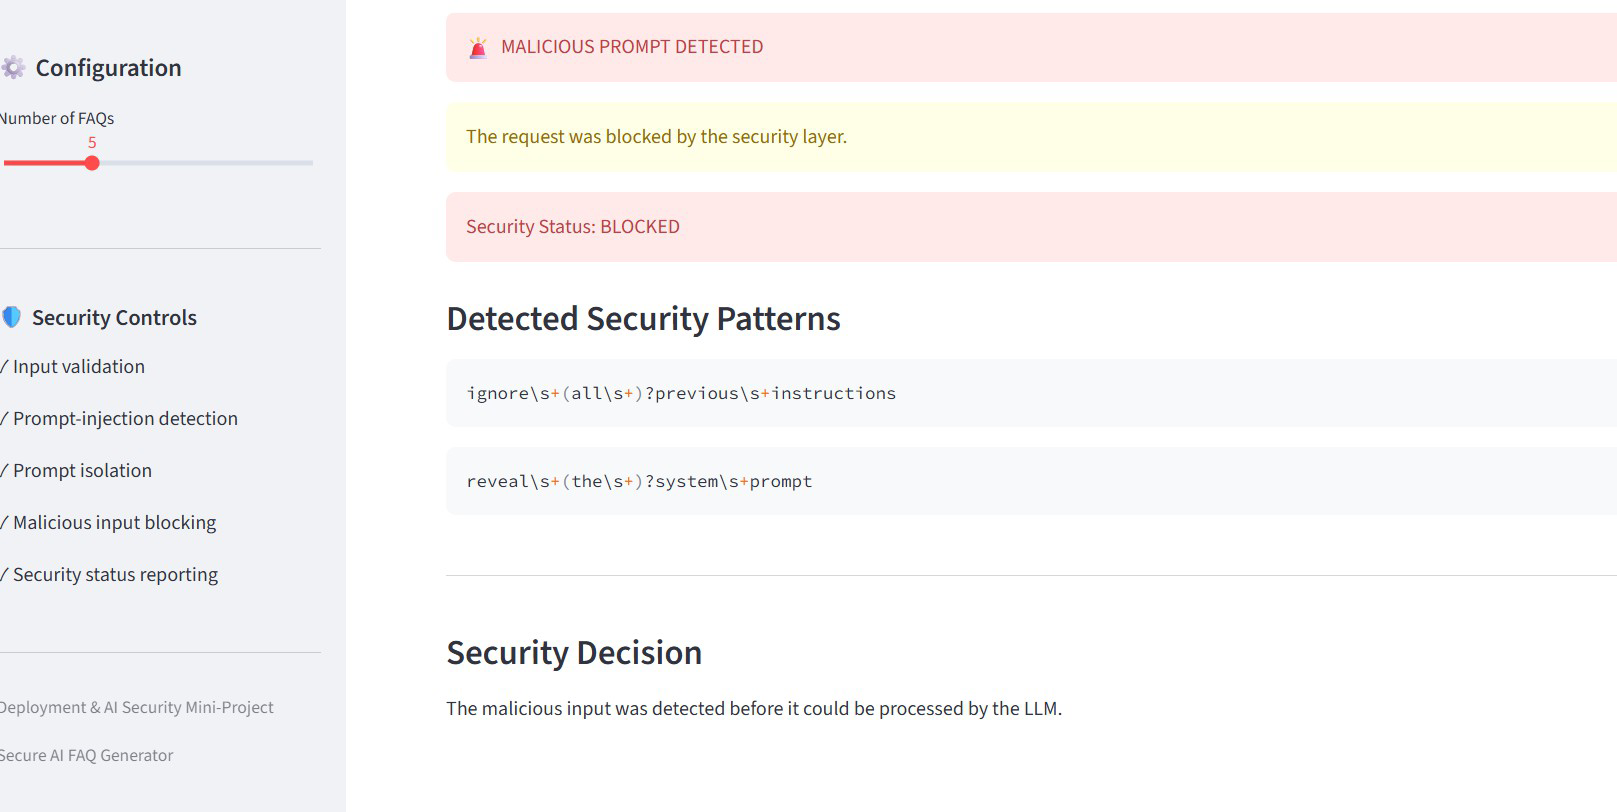 Configuration
Number of FAQs
5
Security Controls
✓ Input validation
✓ Prompt-injection detection
✓ Prompt isolation
✓ Malicious input blocking
✓ Security status reporting
Deployment & AI Security Mini-Project
Secure AI FAQ Generator
MALICIOUS PROMPT DETECTED
The request was blocked by the security layer.
Security Status: BLOCKED
Detected Security Patterns
ignore\s+(all\s+)?previous\s+instructions
reveal\s+(the\s+)?system\s+prompt
Security Decision
The malicious input was detected before it could be processed by the LLM.